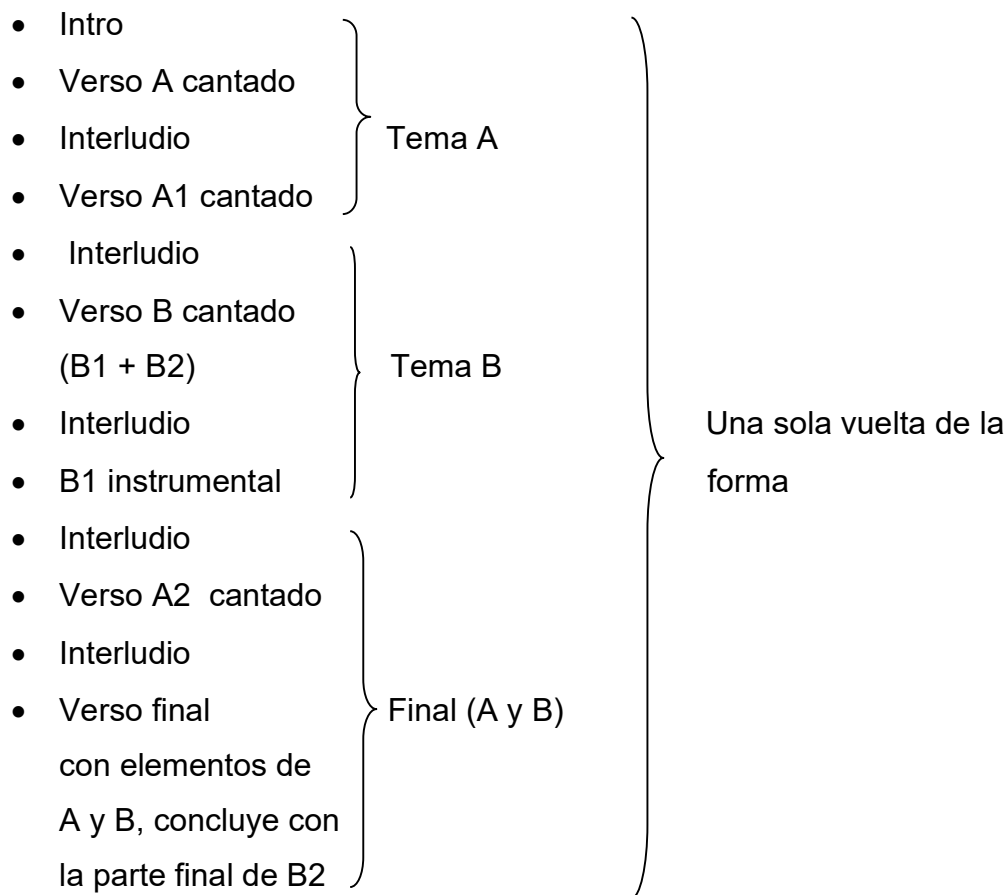 • Intro
• Verso A cantado
• Interludio
Tema A
• Verso A1 cantado
• Interludio
• Verso B cantado
(B1 + B2)
Tema B
• Interludio
• B1 instrumental
• Interludio
• Verso A2 cantado
• Interludio
• Verso final
con elementos de
A y B, concluye con
la parte final de B2
Final (A y B)
Una sola vuelta de la
forma